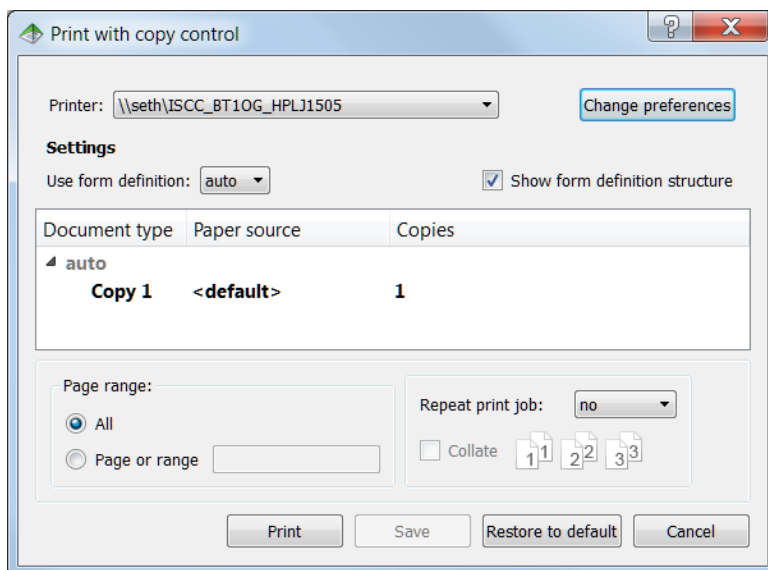 Print with copy control
Printer: \\seth\ISCC_BT1OG_HPLJ1505 Change preferences
Settings
Use form definition: auto Show form definition structure
Document type Paper source Copies
auto
Copy 1 <default> 1
Page range:
All
Page or range
Repeat print job: no
Collate 1 1 2 2 3 3
Print Save Restore to default Cancel